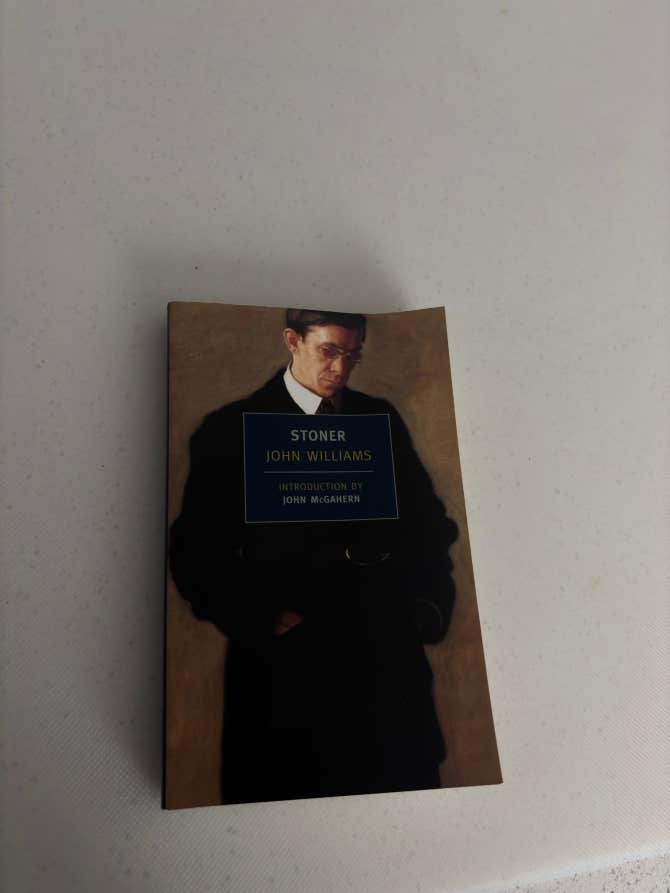 STONER
JOHN WILLIAMS
INTRODUCTION BY
JOHN McGAHERN